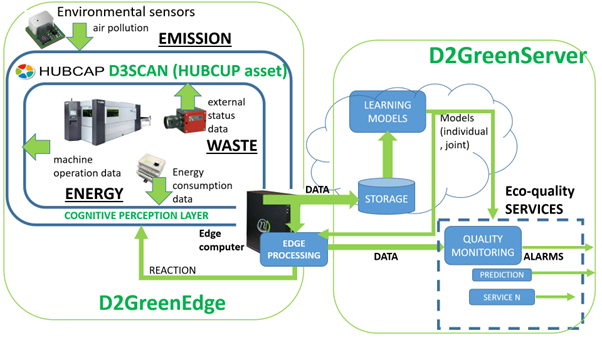 Environmental sensors
air pollution
EMISSION
HUBCAP D3SCAN (HUBCUP asset)
external
status
data
WASTE
machine
operation data
ENERGY
Energy
consumption
data
COGNITIVE PERCEPTION LAYER
Edge
computer
EDGE
PROCESSING
REACTION
D2GreenEdge
D2GreenServer
LEARNING
MODELS
Models
(individual
, joint)
DATA
STORAGE
Eco-quality
SERVICES
DATA
QUALITY
MONITORING
ALARMS
PREDICTION
SERVICE N